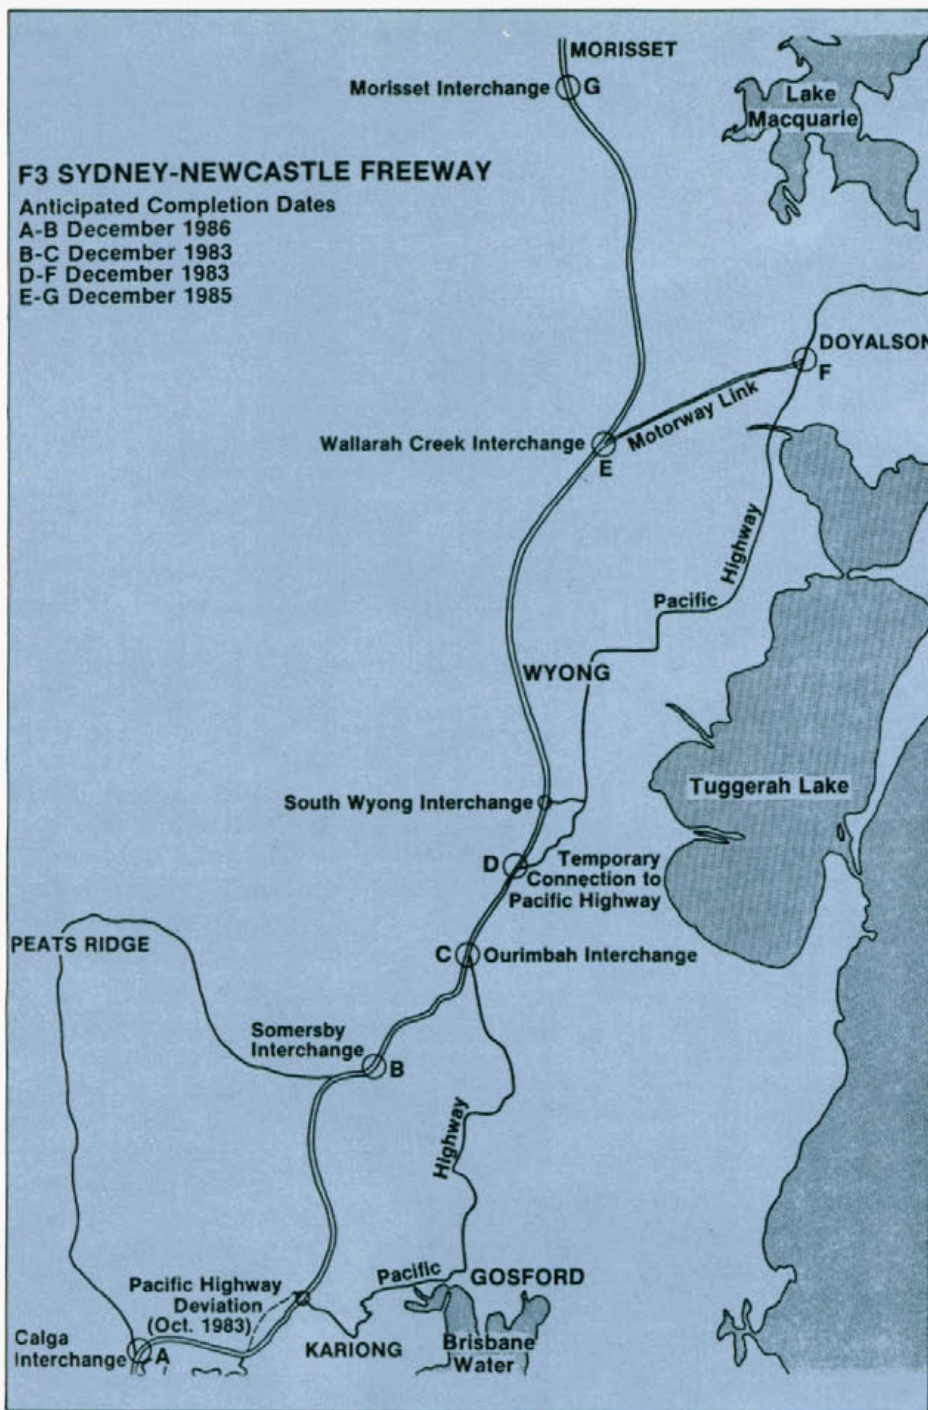 MORISSET
Morisset Interchange
G
Lake
Macquarie
F3 SYDNEY-NEWCASTLE FREEWAY
Anticipated Completion Dates
A-B December 1986
B-C December 1983
D-F December 1983
E-G December 1985
DOYALSON
F
Motorway Link
Wallarah Creek Interchange
E
Highway
Pacific
WYONG
Tuggerah Lake
South Wyong Interchange
D
Temporary
Connection to
Pacific Highway
PEATS RIDGE
C
Ourimbah Interchange
Somersby
Interchange
B
Highway
Pacific
GOSFORD
Pacific Highway
Deviation
(Oct. 1983)
KARIONG
Brisbane
Water
Calga
Interchange
A